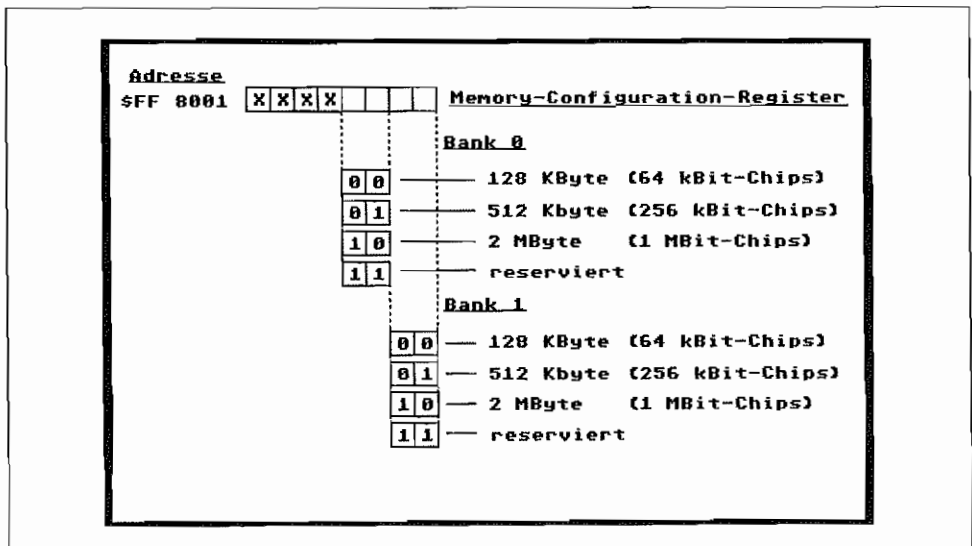 Adresse
$FF 8001 X X X X Memory-Configuration-Register
Bank 0
0 0 128 KByte (64 kBit-Chips)
0 1 512 Kbyte (256 kBit-Chips)
1 0 2 MByte (1 MBit-Chips)
1 1 reserviert
Bank 1
0 0 128 KByte (64 kBit-Chips)
0 1 512 Kbyte (256 kBit-Chips)
1 0 2 MByte (1 MBit-Chips)
1 1 reserviert